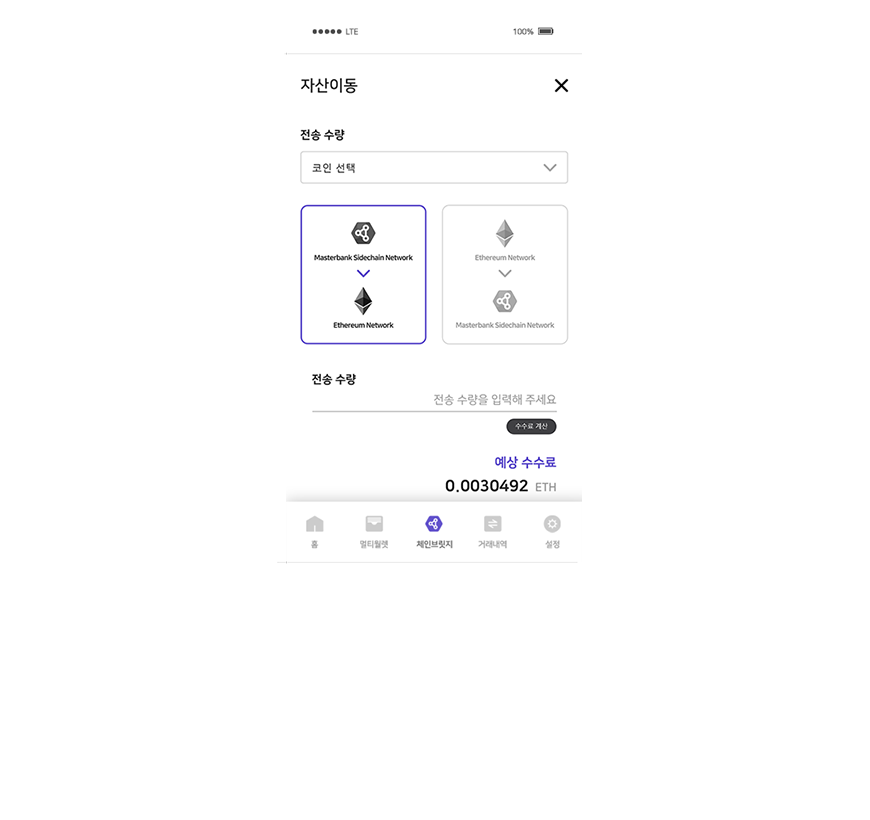 LTE 100%
자산이동
전송 수량
코인 선택
Masterbank Sidechain Network
Ethereum Network
Ethereum Network
Masterbank Sidechain Network
전송 수량
전송 수량을 입력해 주세요
수수료 계산
예상 수수료
0.0030492 ETH
홈 멀티월렛 체인브릿지 거래내역 설정